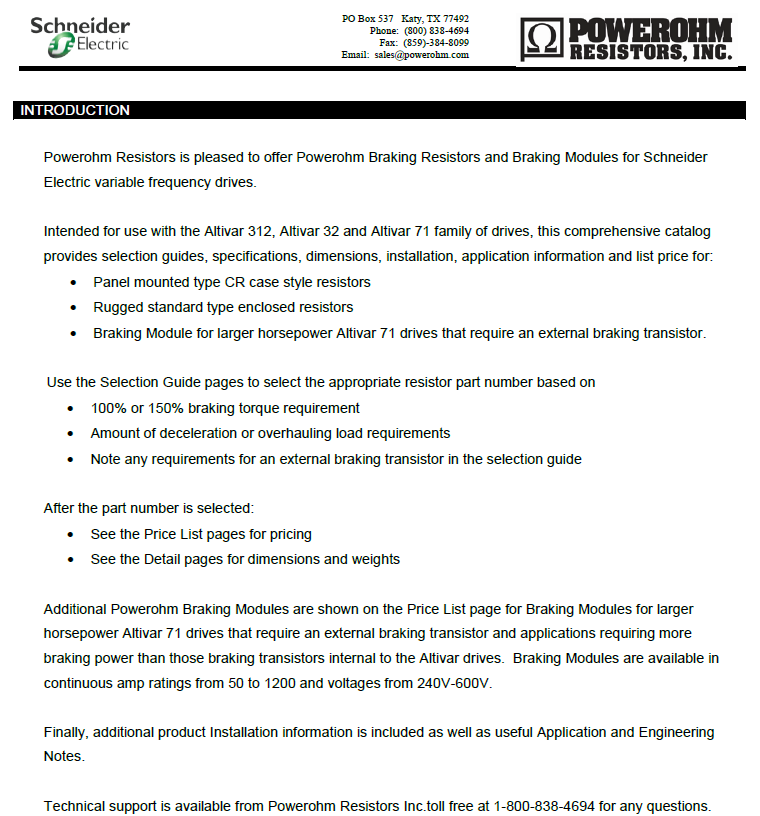 Schneider
Electric
PO Box 537 Katy, TX 77492
Phone: (800) 838-4694
Fax: (859)-384-8099
Email: sales@powerohm.com
Ω POWEROHM
RESISTORS, INC.
INTRODUCTION
Powerohm Resistors is pleased to offer Powerohm Braking Resistors and Braking Modules for Schneider
Electric variable frequency drives.
Intended for use with the Altivar 312, Altivar 32 and Altivar 71 family of drives, this comprehensive catalog
provides selection guides, specifications, dimensions, installation, application information and list price for:
• Panel mounted type CR case style resistors
• Rugged standard type enclosed resistors
• Braking Module for larger horsepower Altivar 71 drives that require an external braking transistor.
Use the Selection Guide pages to select the appropriate resistor part number based on
• 100% or 150% braking torque requirement
• Amount of deceleration or overhauling load requirements
• Note any requirements for an external braking transistor in the selection guide
After the part number is selected:
• See the Price List pages for pricing
• See the Detail pages for dimensions and weights
Additional Powerohm Braking Modules are shown on the Price List page for Braking Modules for larger
horsepower Altivar 71 drives that require an external braking transistor and applications requiring more
braking power than those braking transistors internal to the Altivar drives. Braking Modules are available in
continuous amp ratings from 50 to 1200 and voltages from 240V-600V.
Finally, additional product Installation information is included as well as useful Application and Engineering
Notes.
Technical support is available from Powerohm Resistors Inc.toll free at 1-800-838-4694 for any questions.